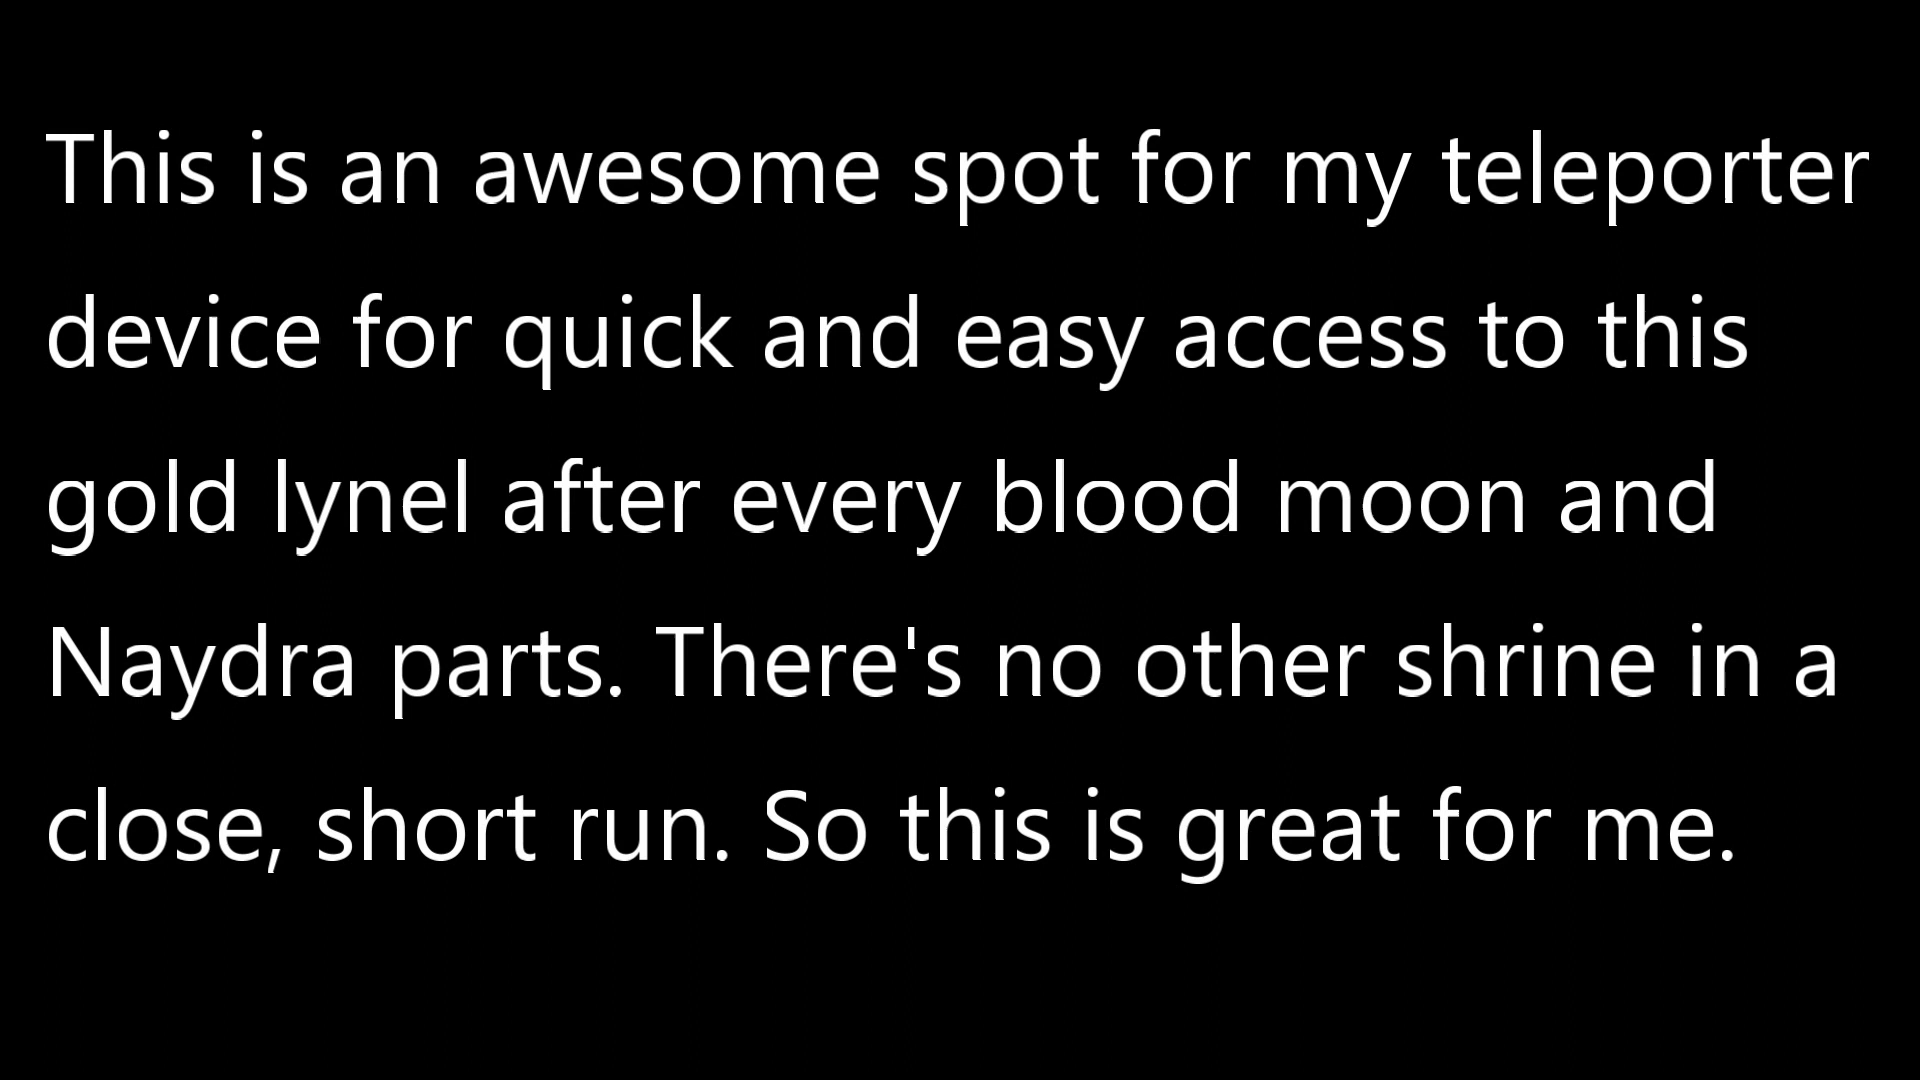 This is an awesome spot for my teleporter
device for quick and easy access to this
gold lynel after every blood moon and
Naydra parts. There's no other shrine in a
close, short run. So this is great for me.